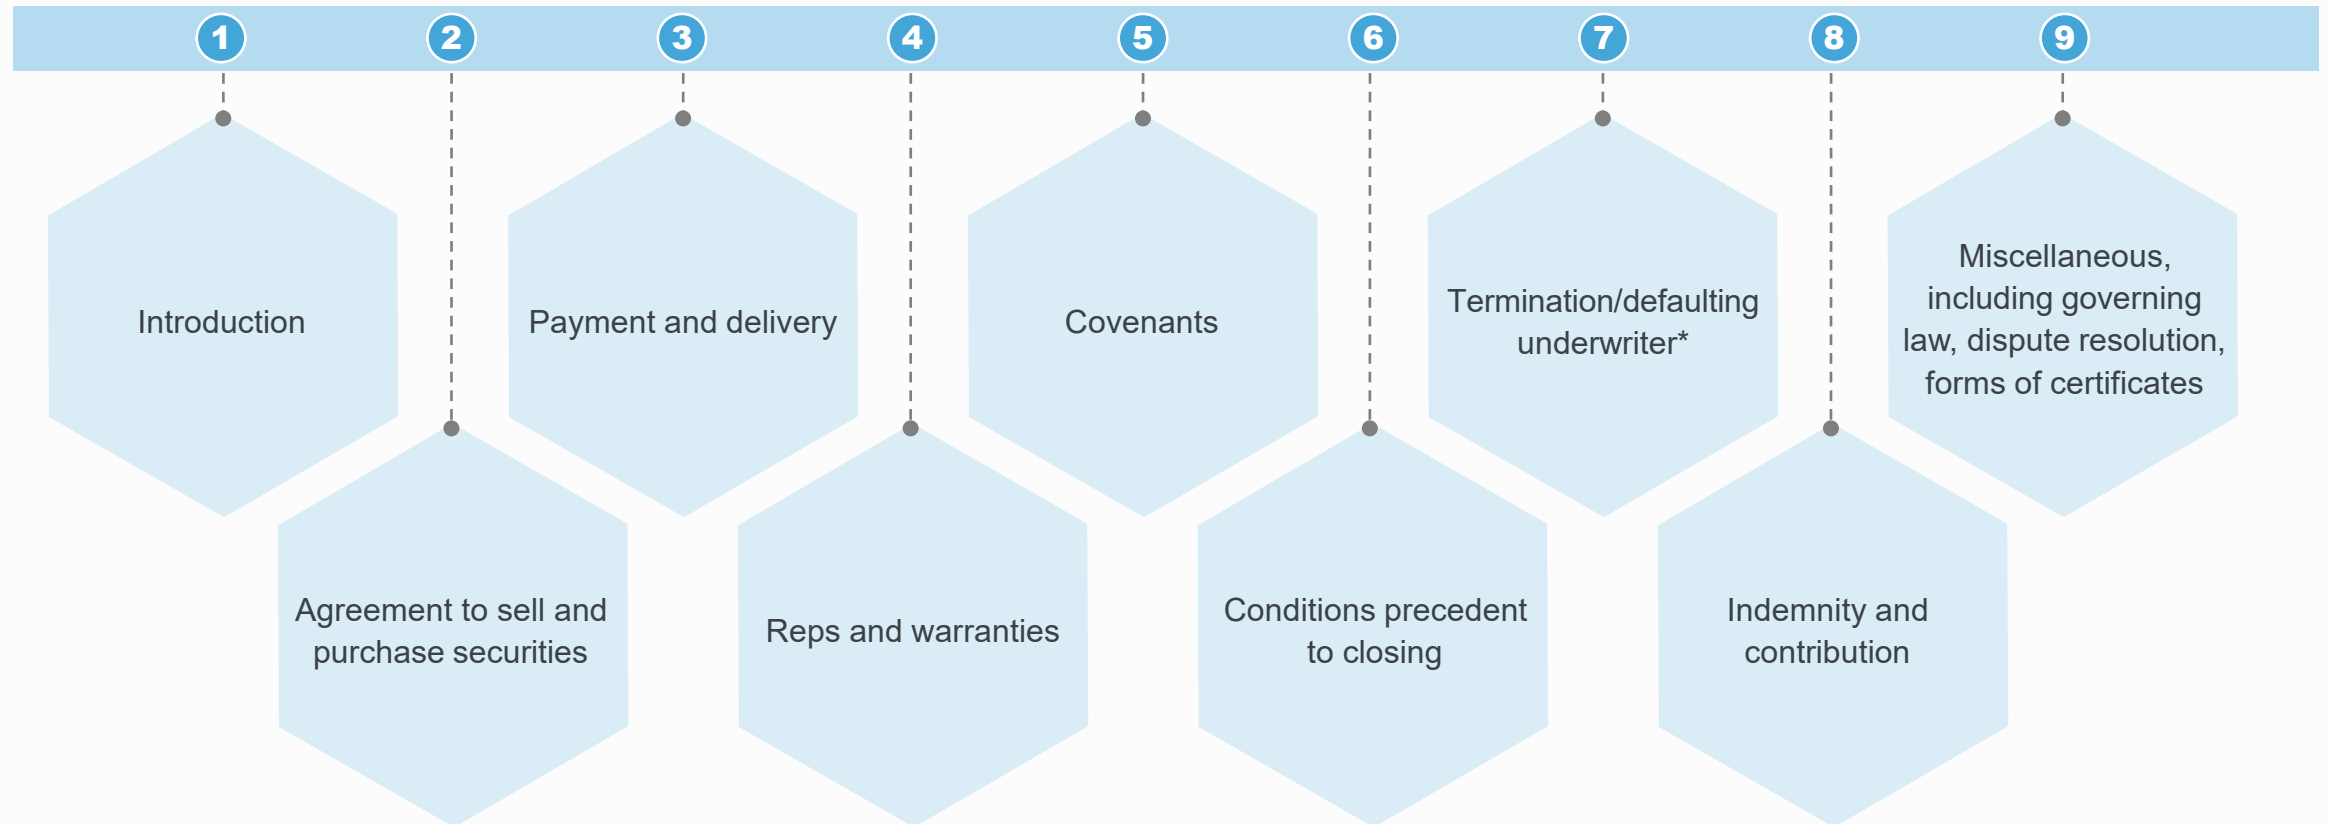 1 2 3 4 5 6 7 8 9
Introduction
Agreement to sell and
purchase securities
Payment and delivery
Reps and warranties
Covenants
Conditions precedent
to closing
Termination/defaulting
underwriter*
Indemnity and
contribution
Miscellaneous,
including governing
law, dispute resolution,
forms of certificates